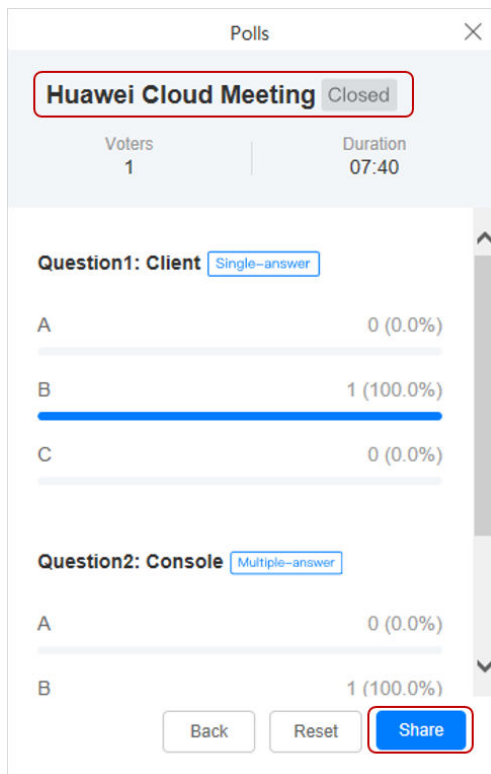 Polls
Huawei Cloud Meeting Closed
Voters Duration
1 07:40
Question1: Client Single-answer
A 0 (0.0%)
B 1 (100.0%)
C 0 (0.0%)
Question2: Console Multiple-answer
A 0 (0.0%)
B 1 (100.0%)
Back Reset Share